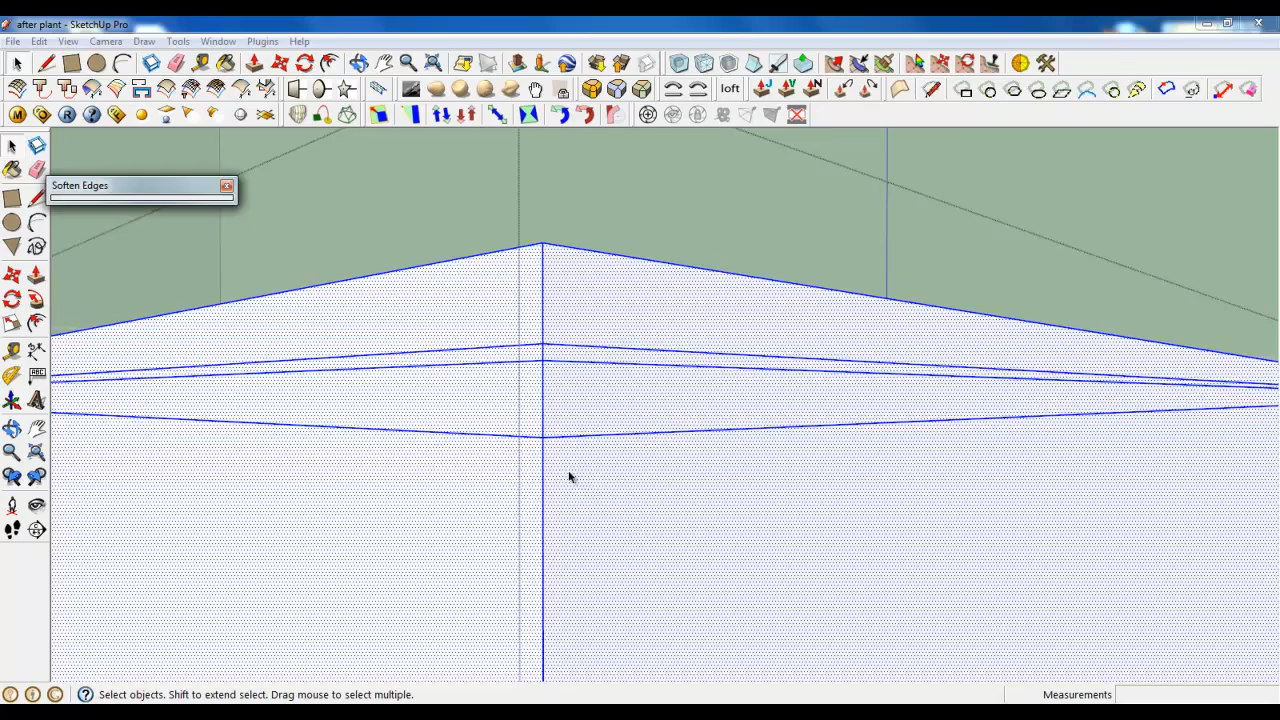 after plant - SketchUp Pro
File Edit View Camera Draw Tools Window Plugins Help
loft
Soften Edges
ABC
Select objects. Shift to extend select. Drag mouse to select multiple.
Measurements